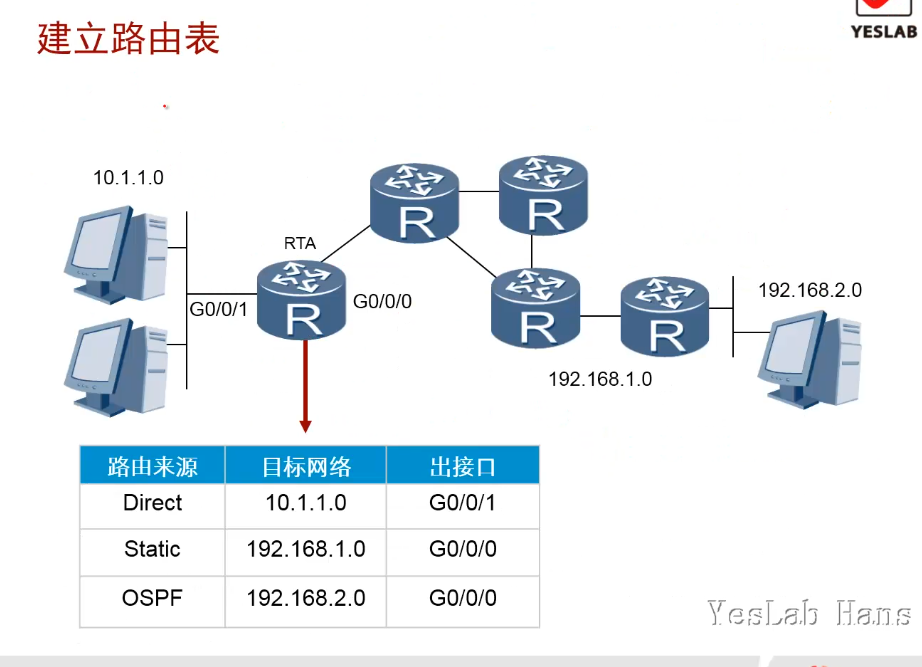 建立路由表
YESLAB
10.1.1.0
RTA
G0/0/1
G0/0/0
R
R
R
R
R
192.168.2.0
192.168.1.0
路由来源 目标网络 出接口
Direct 10.1.1.0 G0/0/1
Static 192.168.1.0 G0/0/0
OSPF 192.168.2.0 G0/0/0
YesLab Hans